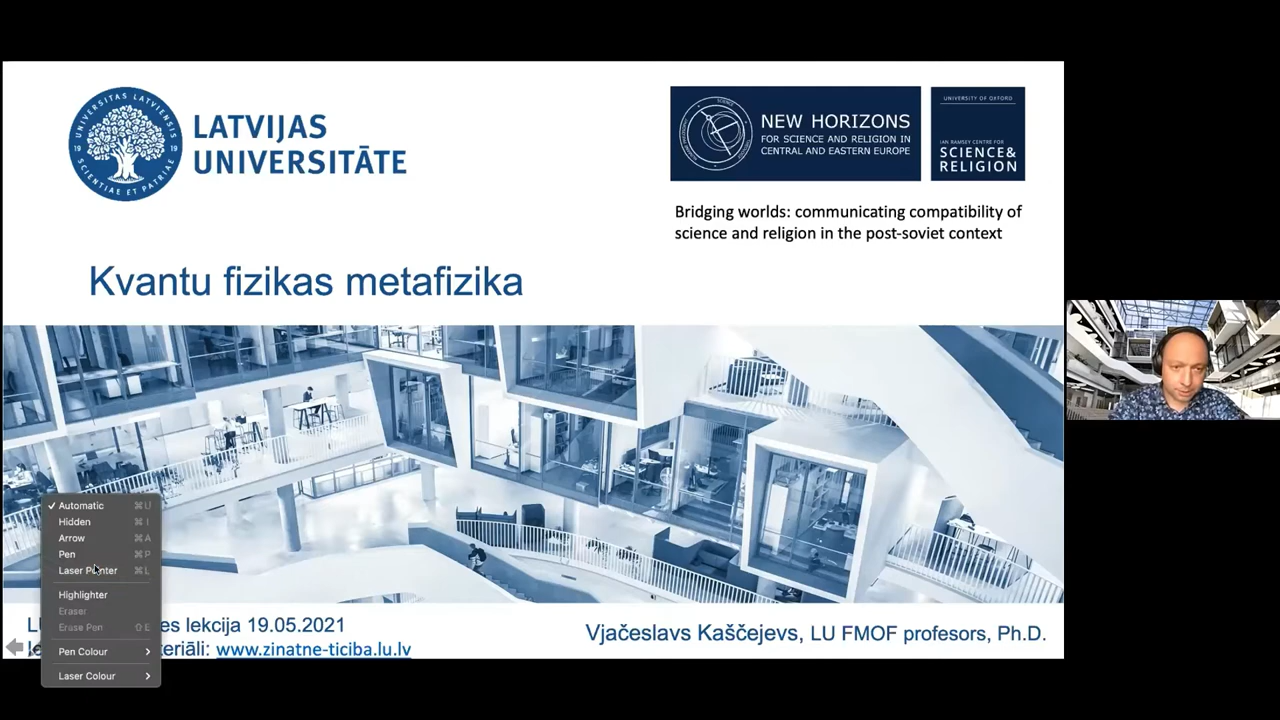 UNIVERSITAS LATVIENSIS
19 19
SCIENTIAE ET PATRIAE
LATVIJAS
UNIVERSITĀTE
NEW HORIZONS
FOR SCIENCE AND RELIGION IN
CENTRAL AND EASTERN EUROPE
UNIVERSITY OF OXFORD
IAN RAMSEY CENTRE FOR
SCIENCE&
RELIGION
Bridging worlds: communicating compatibility of
science and religion in the post-soviet context
Kvantu fizikas metafizika
✓ Automatic ⌘U
Hidden ⌘I
Arrow ⌘A
Pen ⌘P
Laser Pointer ⌘L
Highlighter
Eraser
Erase Pen ⇧E
Pen Colour >
Laser Colour >
es lekcija 19.05.2021
teriāli: www.zinatne-ticiba.lu.lv
Vjačeslavs Kaščejevs, LU FMOF profesors, Ph.D.